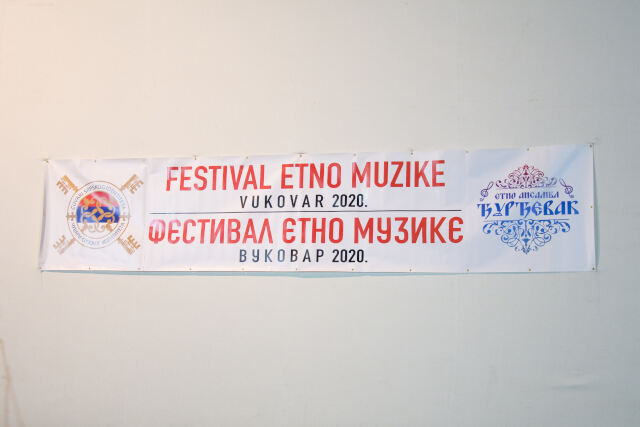 FESTIVAL ETNO MUZIKE
VUKOVAR 2020.
ФЕСТИВАЛ ЕТНО МУЗИКЕ
ВУКОВАР 2020.
ЕТНО АНСАМБЛ
ЂУРЂЕВАК